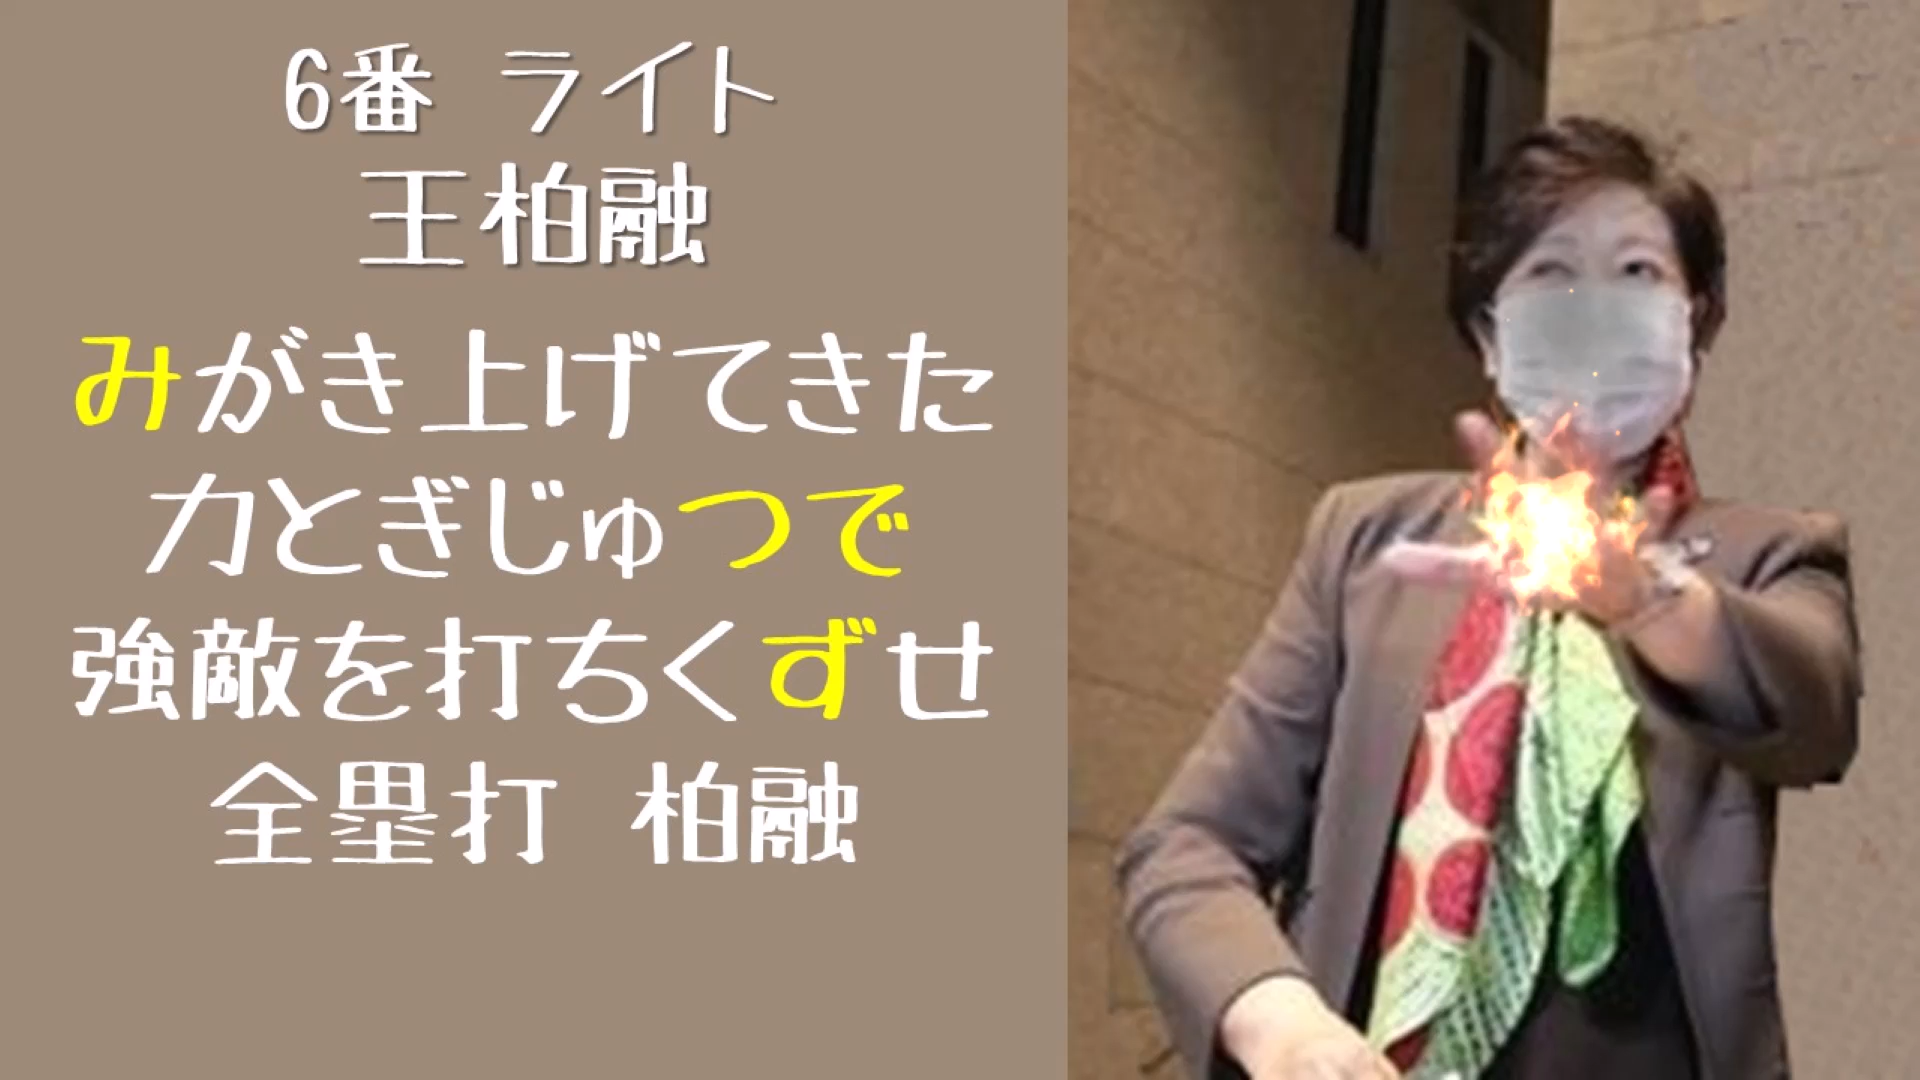 6番 ライト
王柏融
みがき上げてきた
力とぎじゅつで
強敵を打ちくずせ
全塁打 柏融